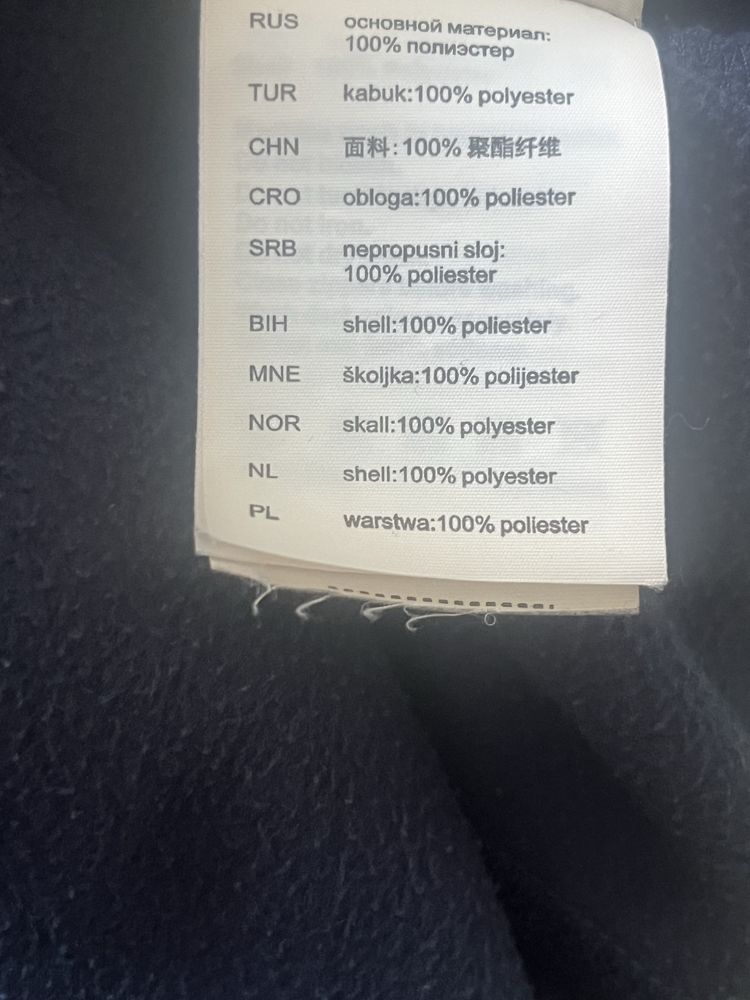 RUS основной материал:
100% полиэстер
TUR kabuk:100% polyester
CHN 面料:100% 聚酯纤维
CRO obloga:100% poliester
SRB nepropusni sloj:
100% poliester
BIH shell:100% poliester
MNE školjka:100% polijester
NOR skall:100% polyester
NL shell:100% polyester
PL warstwa:100% poliester